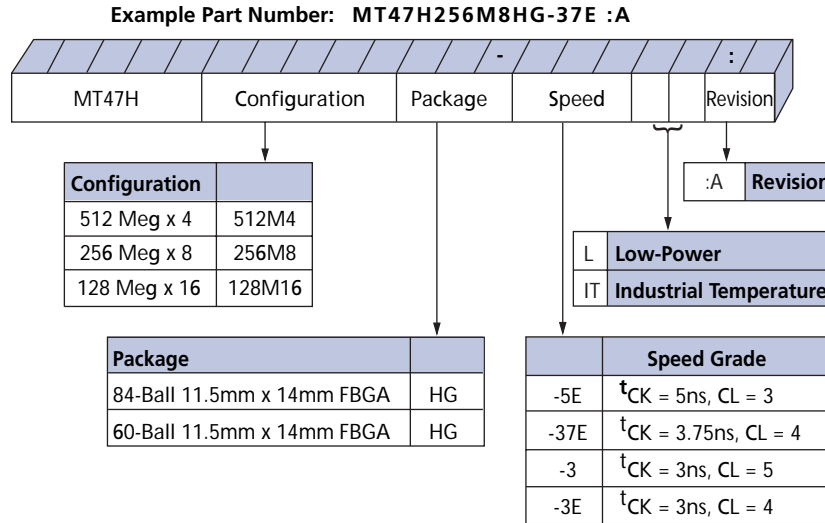 Example Part Number: MT47H256M8HG-37E :A
- :
MT47H Configuration Package Speed Revision
Configuration
512 Meg x 4 512M4
256 Meg x 8 256M8
128 Meg x 16 128M16
:A Revision
L Low-Power
IT Industrial Temperature
Package
84-Ball 11.5mm x 14mm FBGA HG
60-Ball 11.5mm x 14mm FBGA HG
Speed Grade
-5E tCK = 5ns, CL = 3
-37E tCK = 3.75ns, CL = 4
-3 tCK = 3ns, CL = 5
-3E tCK = 3ns, CL = 4